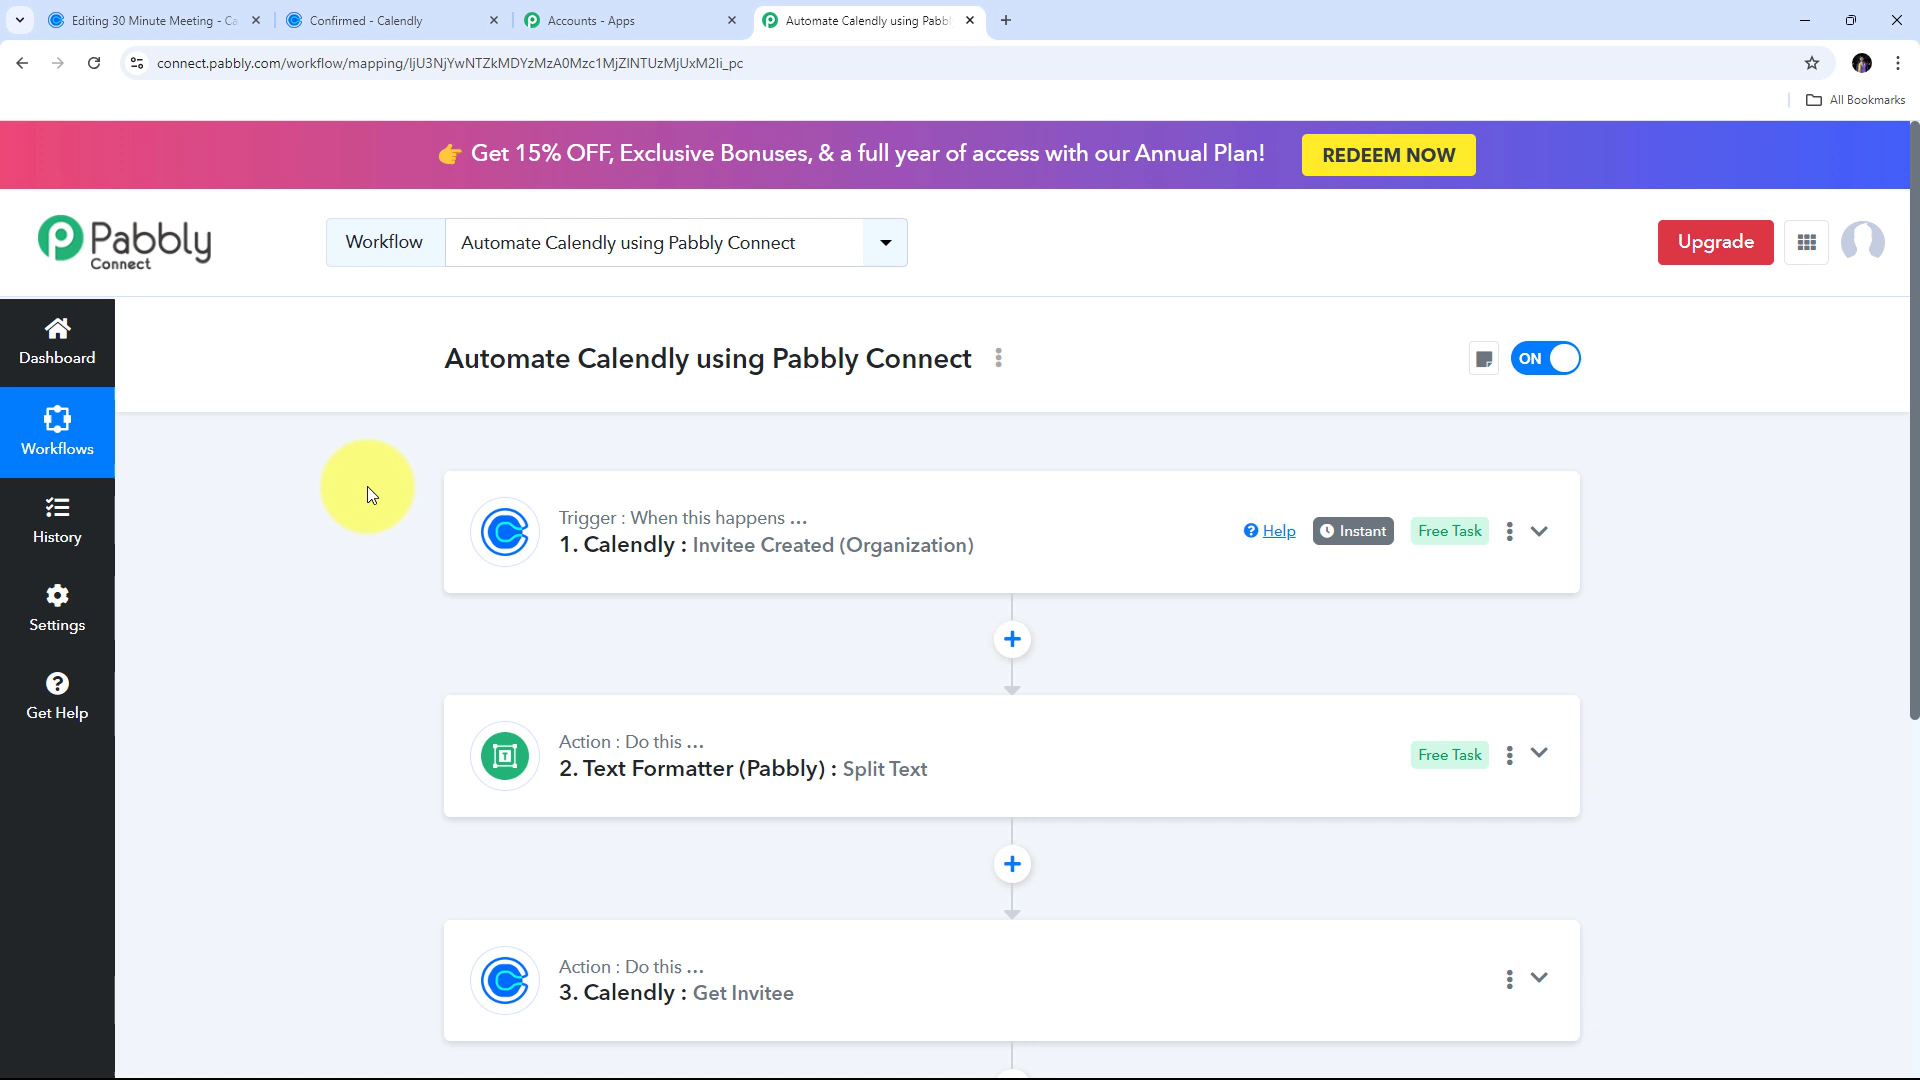 Editing 30 Minute Meeting - Ca
Confirmed - Calendly
Accounts - Apps
Automate Calendly using Pabbl
connect.pabbly.com/workflow/mapping/IjU3NjYwNTZkMDYzMzA0Mzc1MjZlNTUzMjUxM2Ii_pc
All Bookmarks
👉 Get 15% OFF, Exclusive Bonuses, & a full year of access with our Annual Plan!
REDEEM NOW
Pabbly
Connect
Workflow
Automate Calendly using Pabbly Connect
Upgrade
Dashboard
Workflows
History
Settings
Get Help
Automate Calendly using Pabbly Connect
ON
Trigger : When this happens ...
1. Calendly : Invitee Created (Organization)
Help
Instant
Free Task
Action : Do this ...
2. Text Formatter (Pabbly) : Split Text
Free Task
Action : Do this ...
3. Calendly : Get Invitee